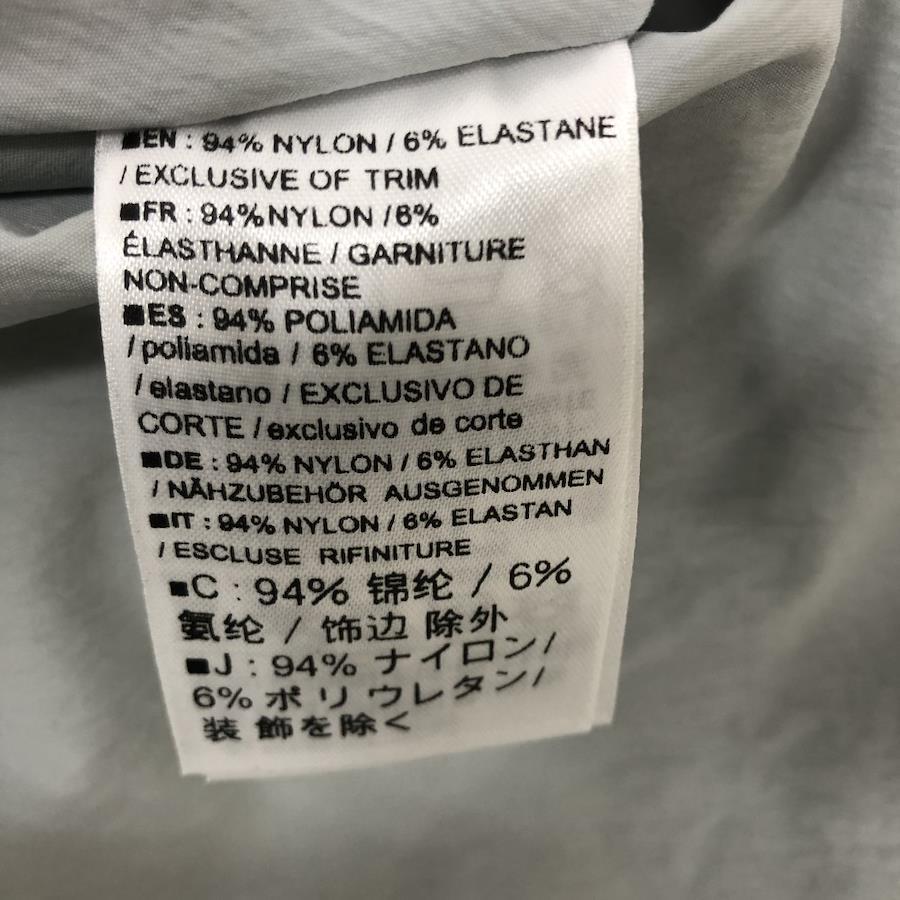 ■EN : 94% NYLON / 6% ELASTANE
/ EXCLUSIVE OF TRIM
■FR : 94%NYLON /6%
ÉLASTHANNE / GARNITURE
NON-COMPRISE
■ES : 94% POLIAMIDA
/poliamida / 6% ELASTANO
/ elastano / EXCLUSIVO DE
CORTE / exclusivo de corte
■DE : 94% NYLON / 6% ELASTHAN
/ NÄHZUBEHÖR AUSGENOMMEN
■IT : 94% NYLON / 6% ELASTAN
/ ESCLUSE RIFINITURE
■C : 94% 锦纶 / 6%
氨纶 / 饰边 除外
■J : 94% ナイロン/
6% ポリウレタン/
装飾を除く